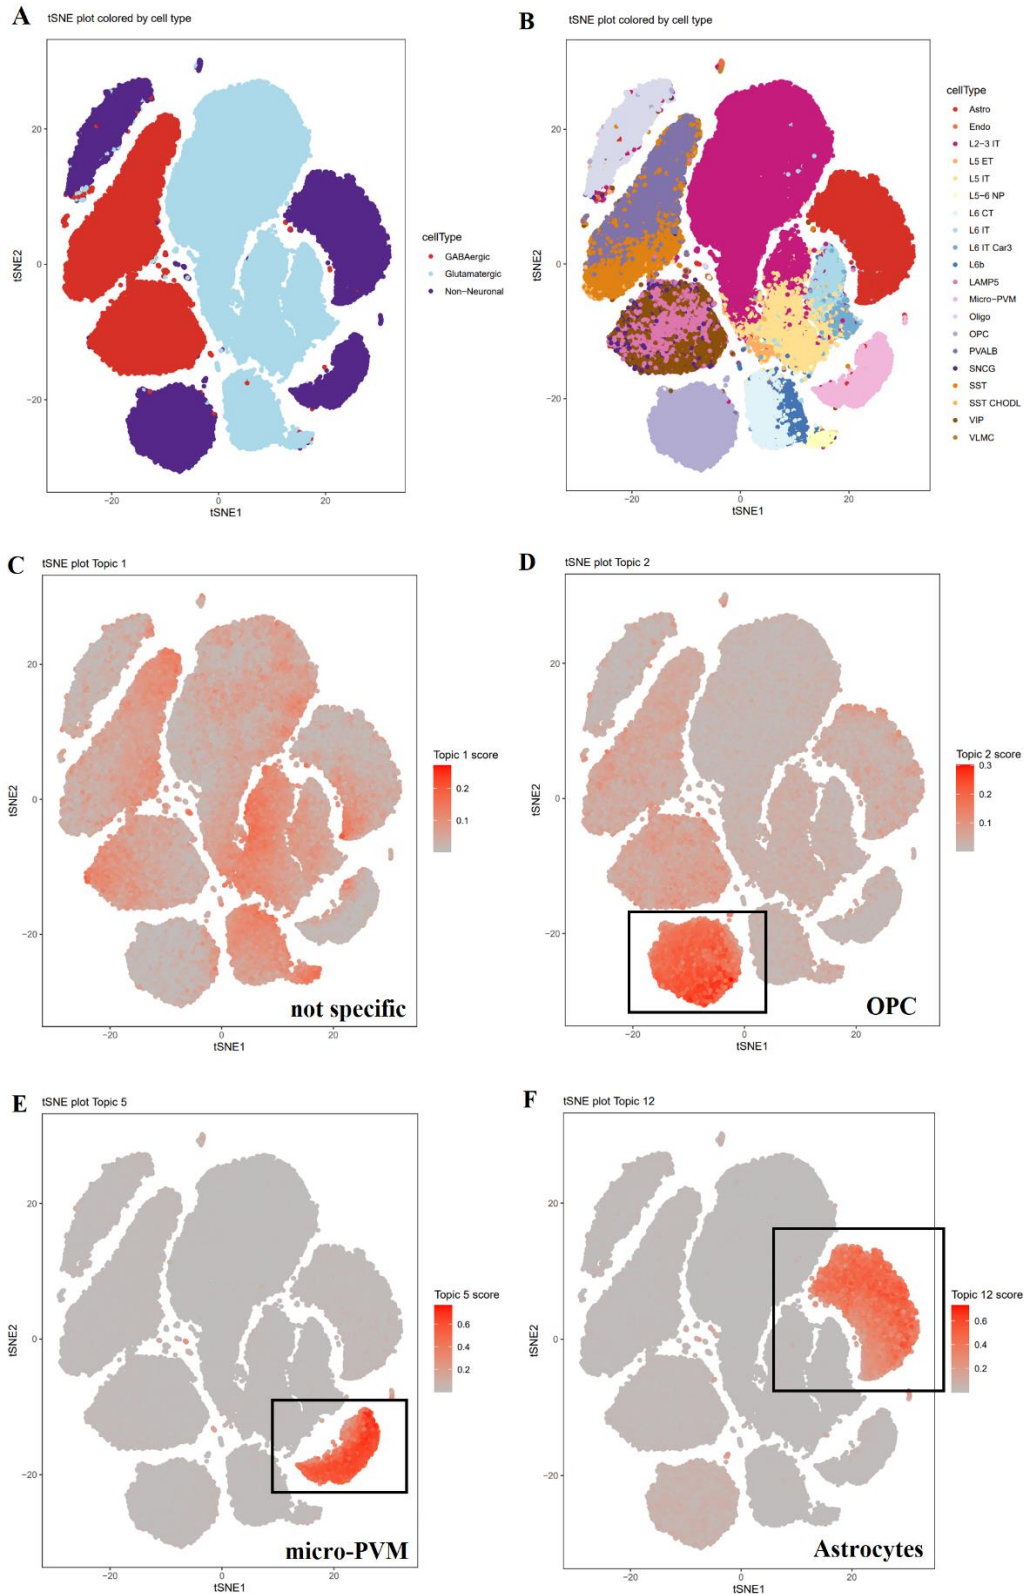 A
tSNE plot colored by cell type
20
0
−20
tSNE2
−20
0
20
tSNE1
cellType
GABAergic
Glutamatergic
Non−Neuronal
B
tSNE plot colored by cell type
20
0
−20
tSNE2
−20
0
20
tSNE1
cellType
Astro
Endo
L2−3 IT
L5 ET
L5 IT
L5−6 NP
L6 CT
L6 IT
L6 IT Car3
L6b
LAMP5
Micro−PVM
Oligo
OPC
PVALB
SNCG
SST
SST CHODL
VIP
VLMC
C
tSNE plot Topic 1
20
0
−20
tSNE2
−20
0
20
tSNE1
not specific
Topic 1 score
0.2
0.1
D
tSNE plot Topic 2
20
0
−20
tSNE2
−20
0
20
tSNE1
OPC
Topic 2 score
0.3
0.2
0.1
E
tSNE plot Topic 5
20
0
−20
tSNE2
−20
0
20
tSNE1
micro-PVM
Topic 5 score
0.6
0.4
0.2
F
tSNE plot Topic 12
20
0
−20
tSNE2
−20
0
20
tSNE1
Astrocytes
Topic 12 score
0.6
0.4
0.2